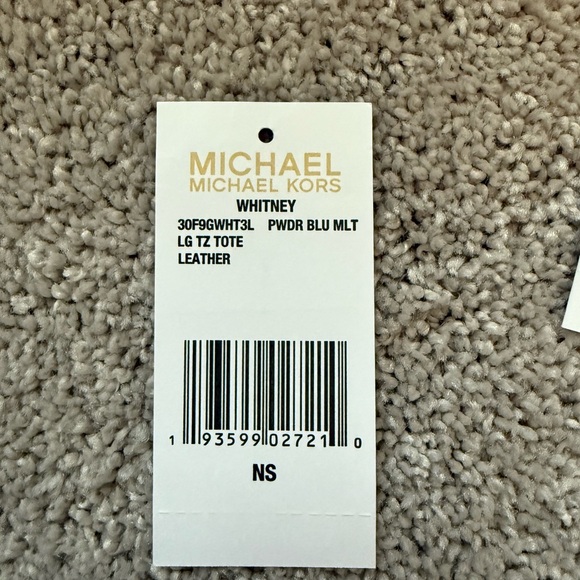 MICHAEL
MICHAEL KORS
WHITNEY
30F9GWHT3L PWDR BLU MLT
LG TZ TOTE
LEATHER
1 93599 02721 0
NS